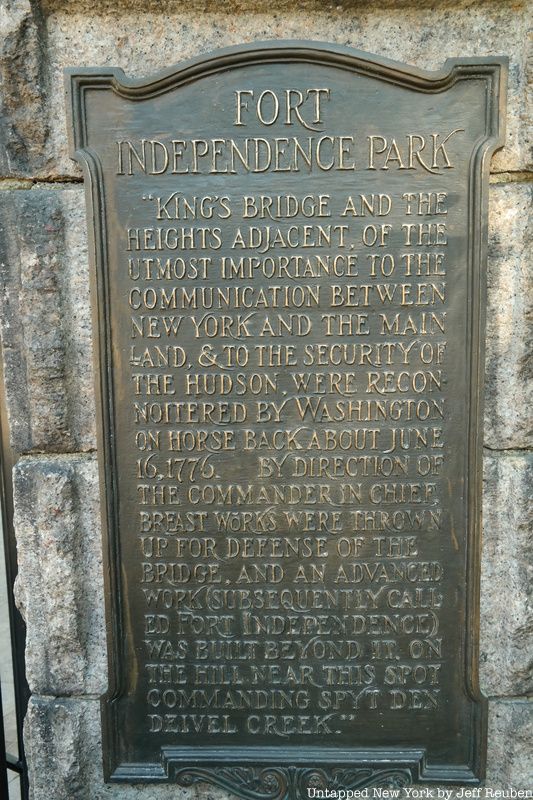 FORT
INDEPENDENCE PARK
"KING'S BRIDGE AND THE
HEIGHTS ADJACENT, OF THE
UTMOST IMPORTANCE TO THE
COMMUNICATION BETWEEN
NEW YORK AND THE MAIN
LAND, & TO THE SECURITY OF
THE HUDSON, WERE RECON-
NOITERED BY WASHINGTON
ON HORSE BACK ABOUT JUNE
16, 1776. BY DIRECTION OF
THE COMMANDER IN CHIEF,
BREAST WORKS WERE THROWN
UP FOR DEFENSE OF THE
BRIDGE, AND AN ADVANCED
WORK (SUBSEQUENTLY CALL-
ED FORT INDEPENDENCE)
WAS BUILT BEYOND IT ON
THE HILL NEAR THIS SPOT
COMMANDING SPYT DEN
DEIVEL CREEK."
Untapped New York by Jeff Reuben